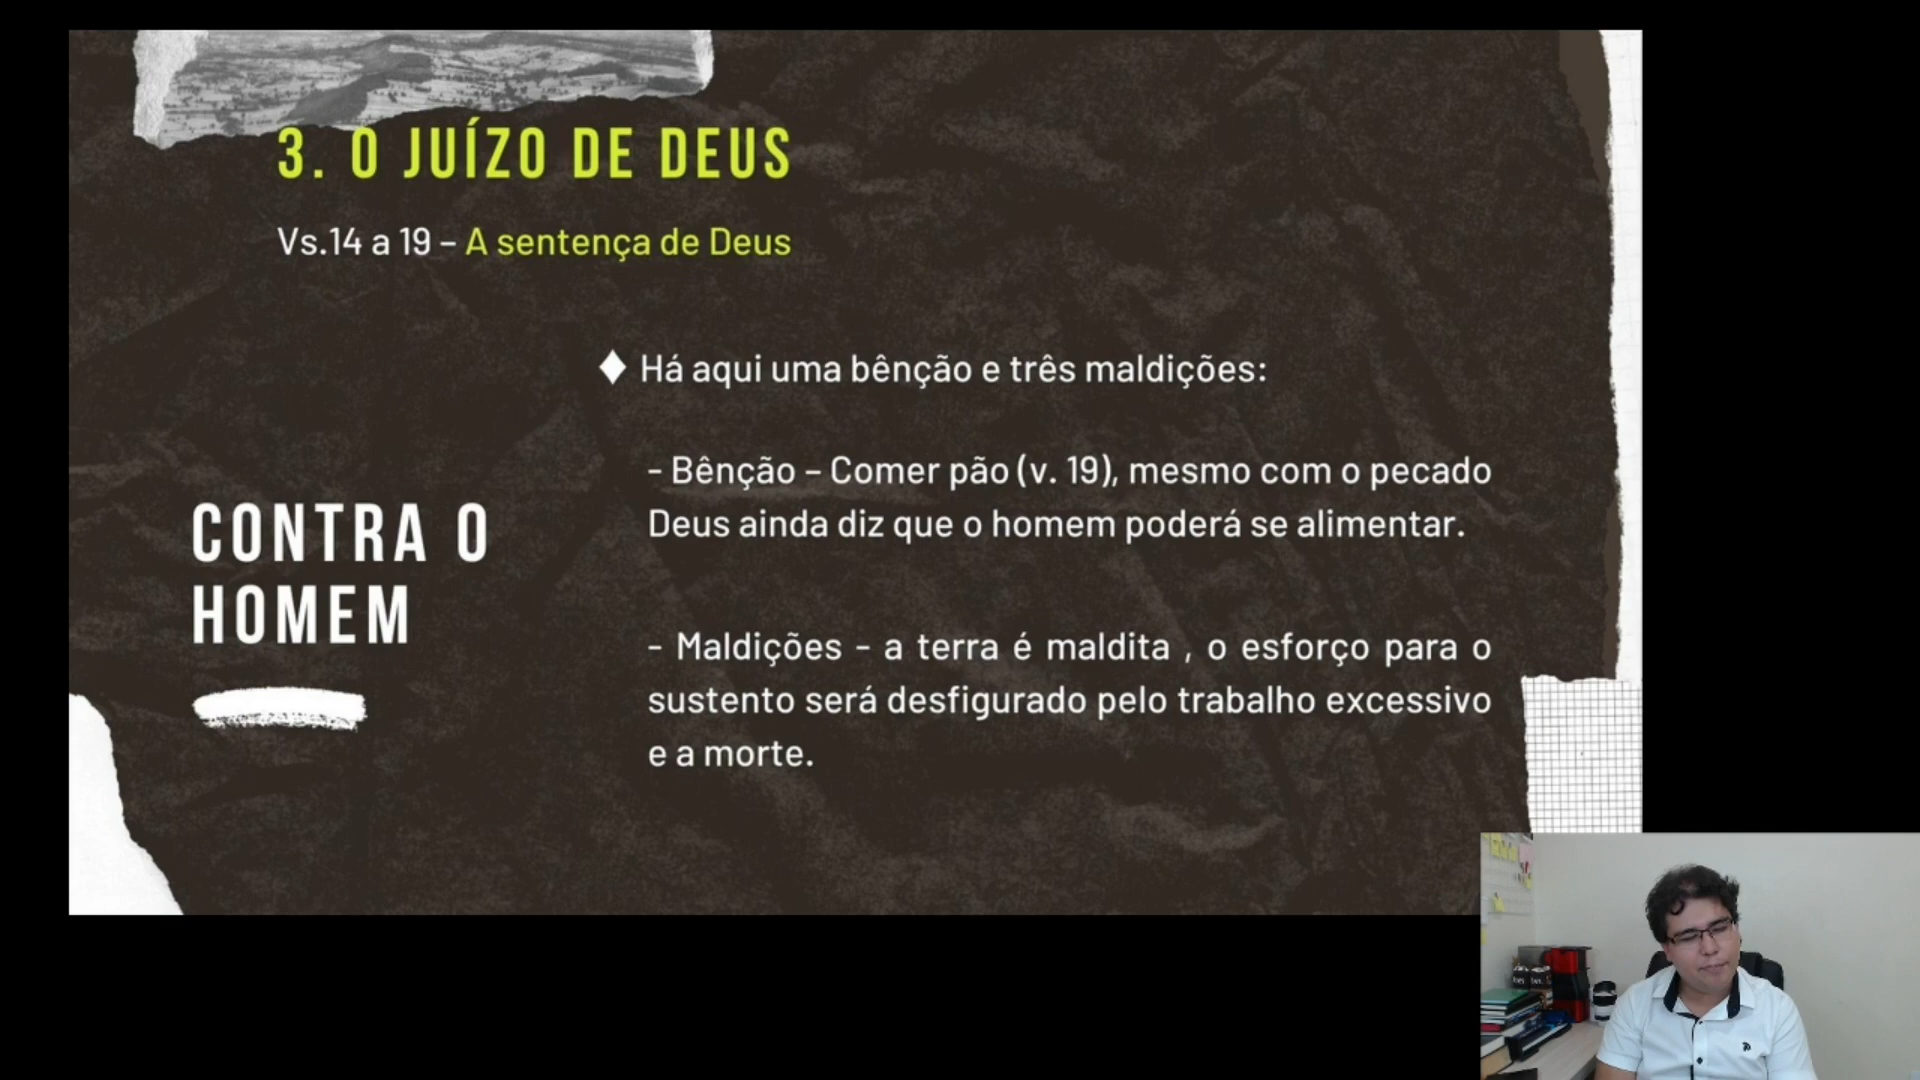 3. O JUÍZO DE DEUS
Vs.14 a 19 – A sentença de Deus
♦ Há aqui uma bênção e três maldições:
- Bênção – Comer pão (v. 19), mesmo com o pecado
Deus ainda diz que o homem poderá se alimentar.
CONTRA O
HOMEM
- Maldições - a terra é maldita , o esforço para o
sustento será desfigurado pelo trabalho excessivo
e a morte.